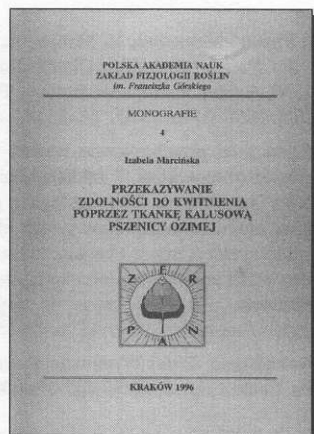 POLSKA AKADEMIA NAUK
ZAKŁAD FIZJOLOGII ROŚLIN
im. Franciszka Górskiego
MONOGRAFIE
4
Izabela Marcińska
PRZEKAZYWANIE
ZDOLNOŚCI DO KWITNIENIA
POPRZEZ TKANKĘ KALUSOWĄ
PSZENICY OZIMEJ
Z F R
P A N
KRAKÓW 1996